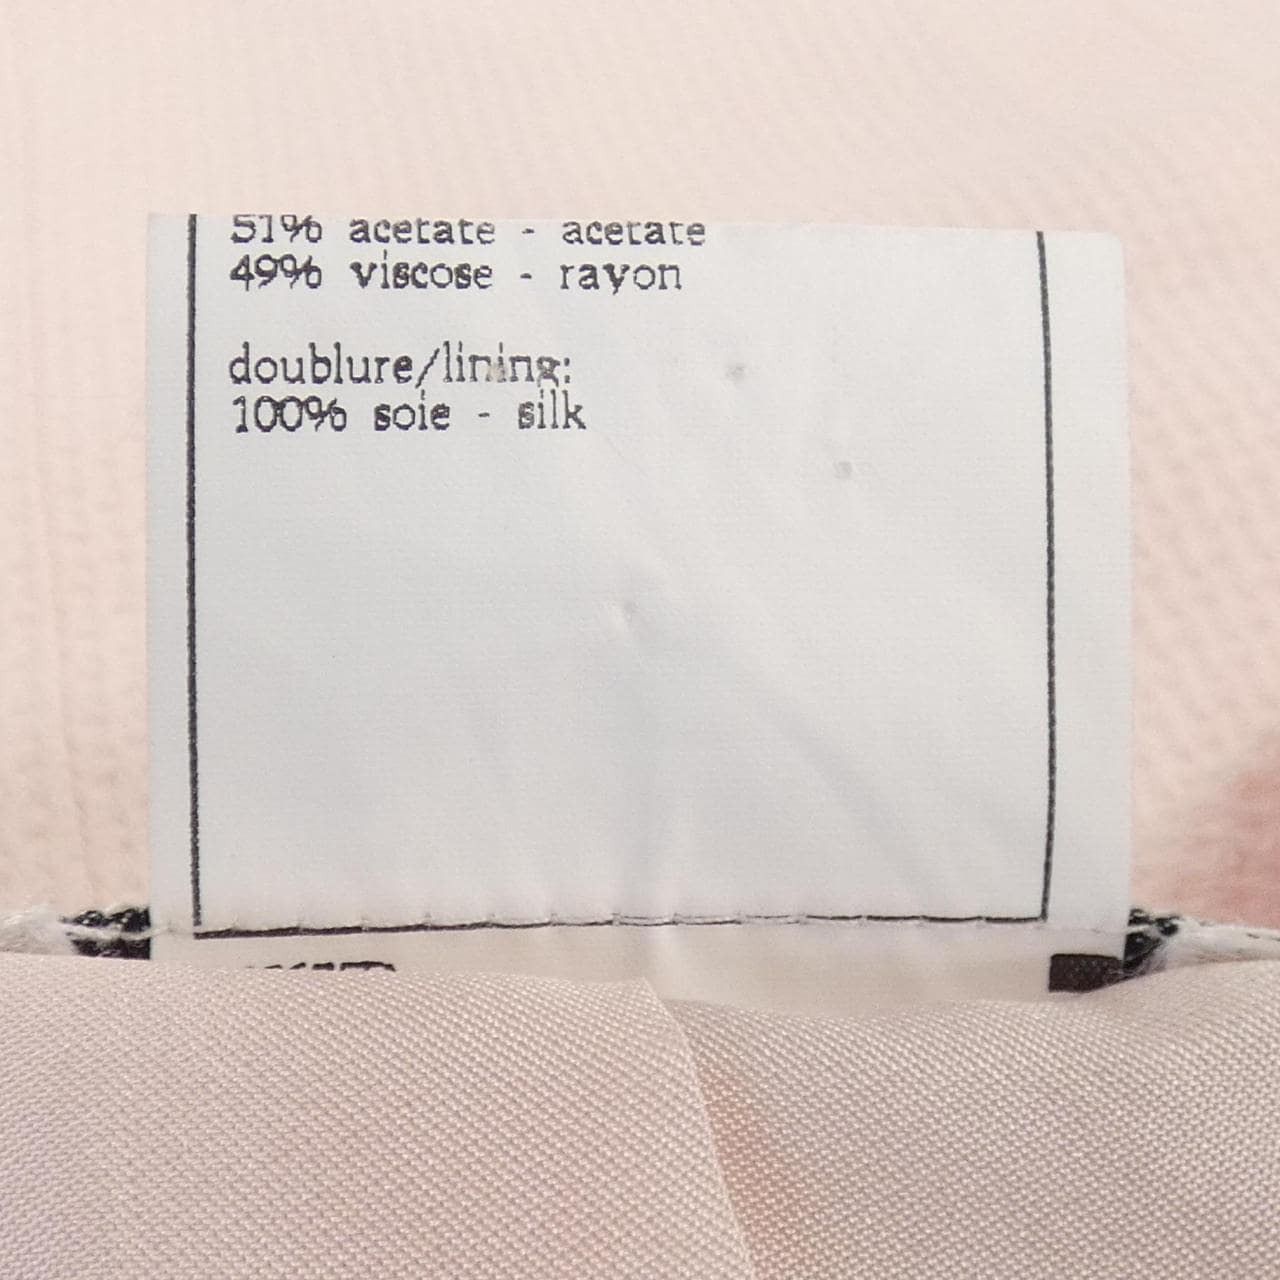 51% acetate - acetate
49% viscose - rayon
doublure/lining:
100% soie - silk